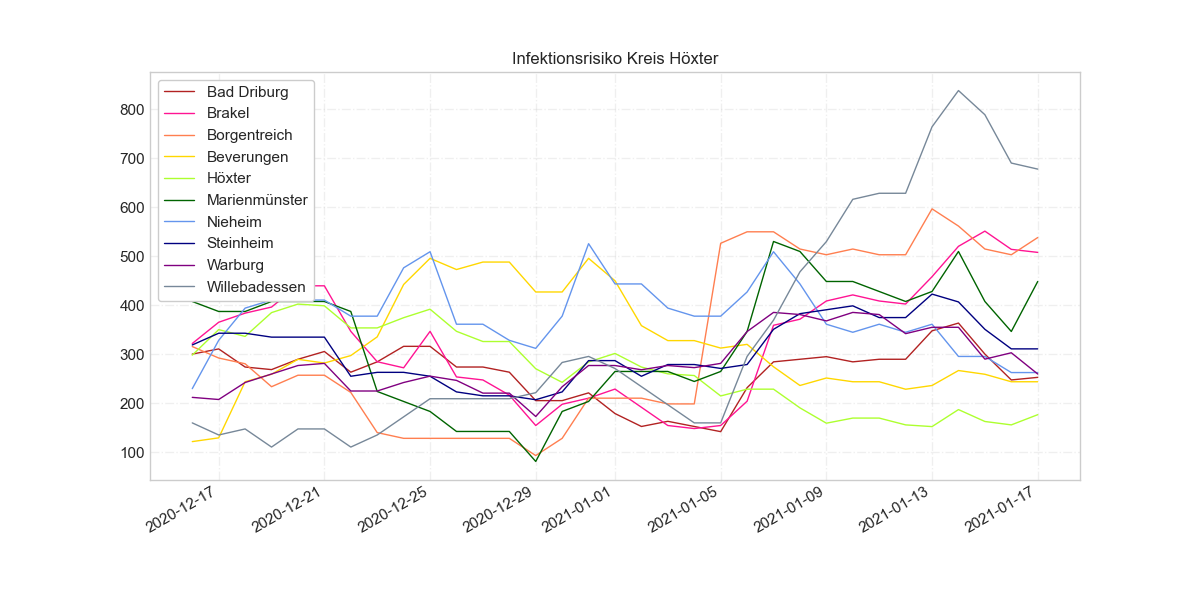 Infektionsrisiko Kreis Höxter
Bad Driburg
Brakel
Borgentreich
Beverungen
Höxter
Marienmünster
Nieheim
Steinheim
Warburg
Willebadessen
800
700
600
500
400
300
200
100
2020-12-17
2020-12-21
2020-12-25
2020-12-29
2021-01-01
2021-01-05
2021-01-09
2021-01-13
2021-01-17